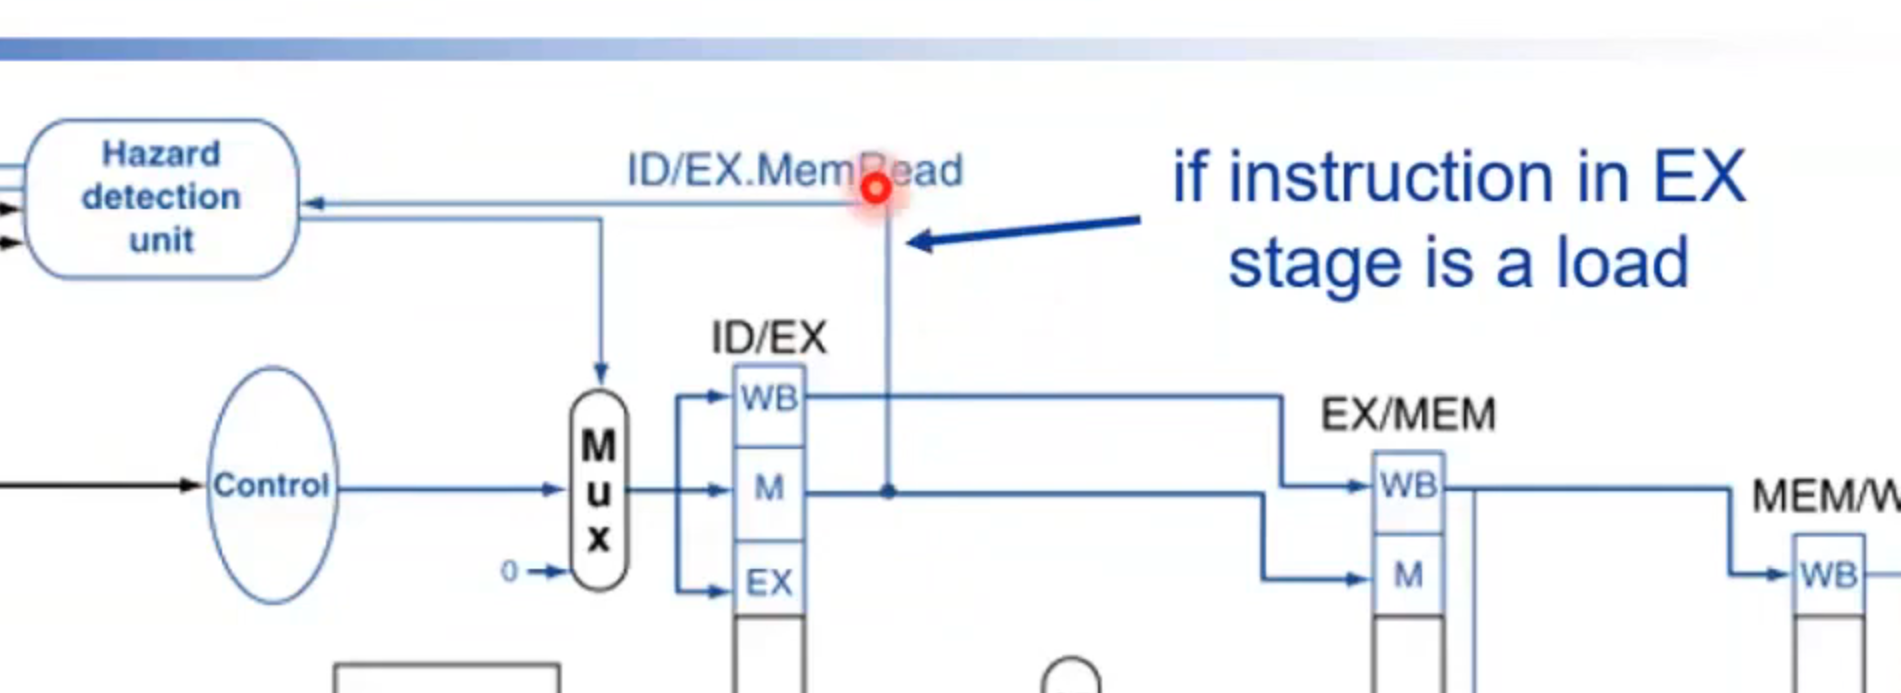 Hazard
detection
unit
ID/EX.MemRead
if instruction in EX
stage is a load
ID/EX
WB
M
EX
Control
M
u
x
0
EX/MEM
WB
M
MEM/W
WB